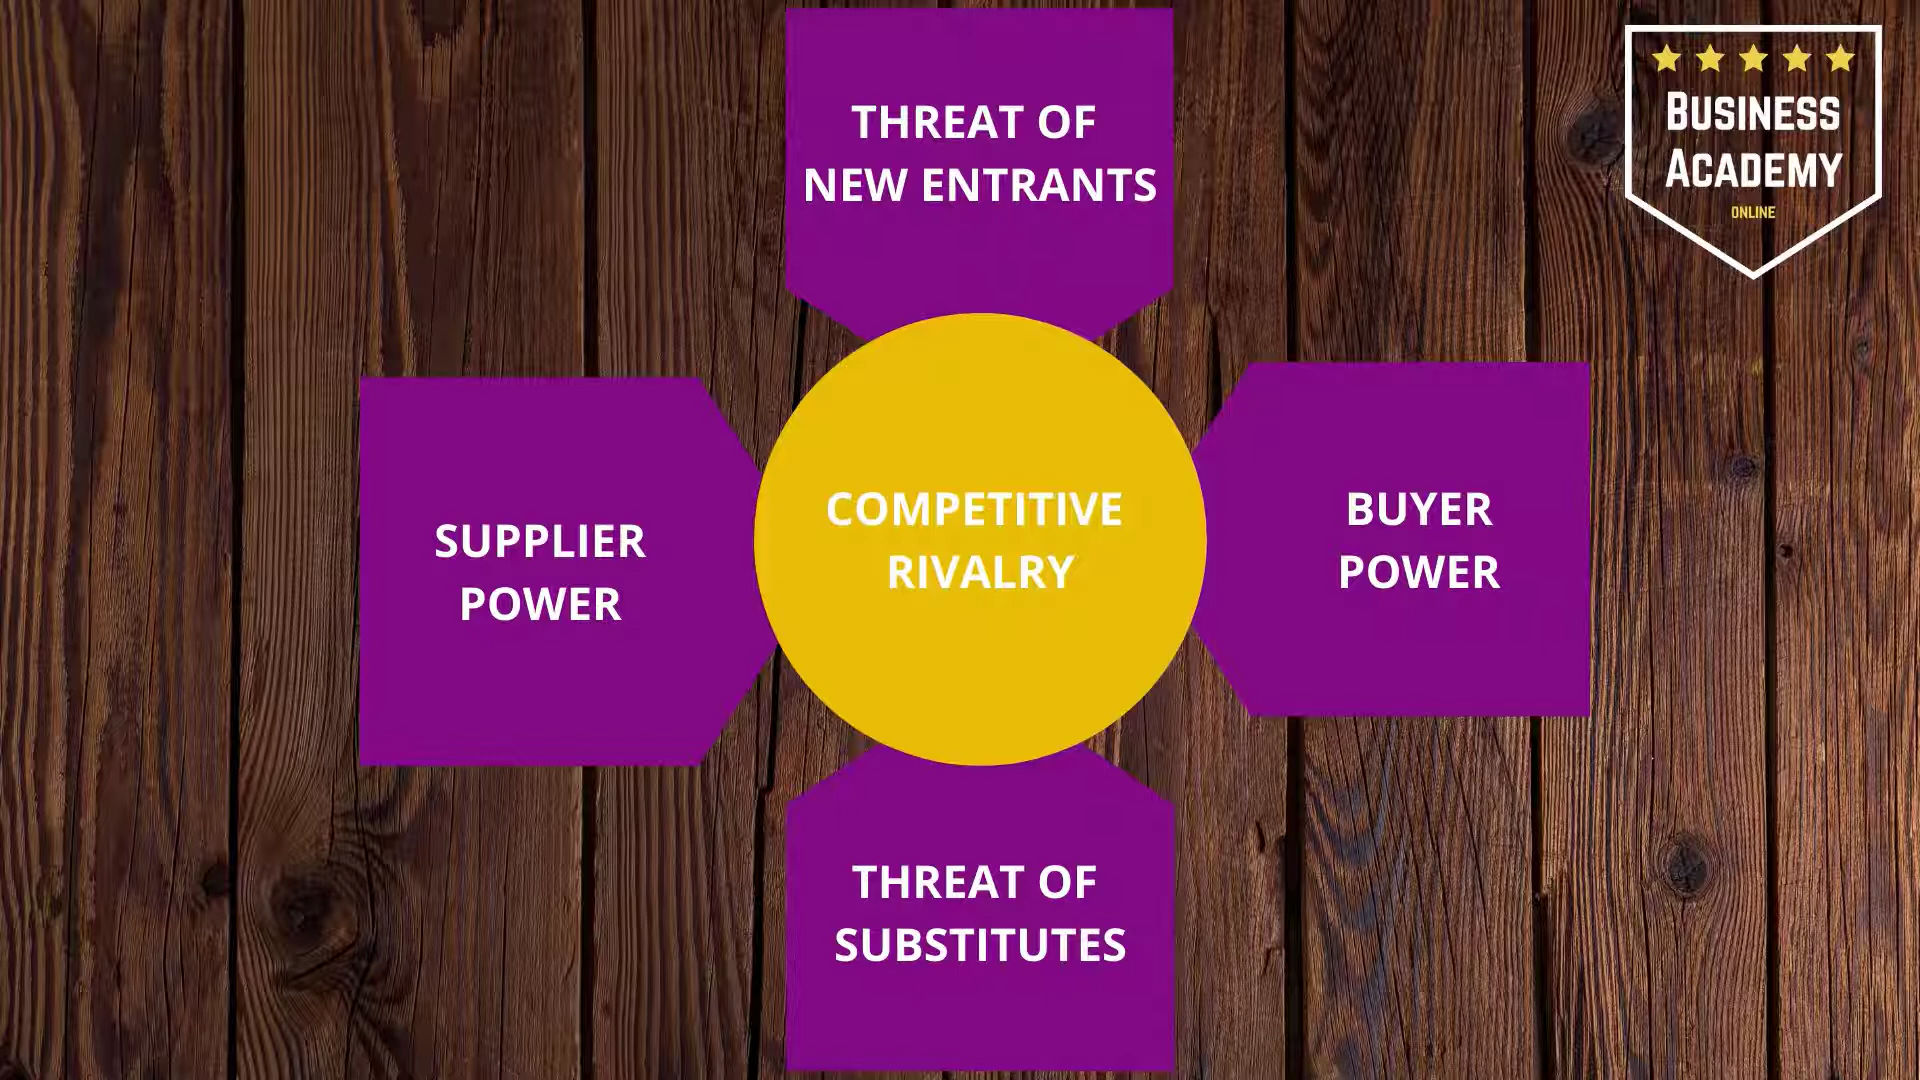 THREAT OF
NEW ENTRANTS
BUSINESS
ACADEMY
ONLINE
SUPPLIER
POWER
COMPETITIVE
RIVALRY
BUYER
POWER
THREAT OF
SUBSTITUTES